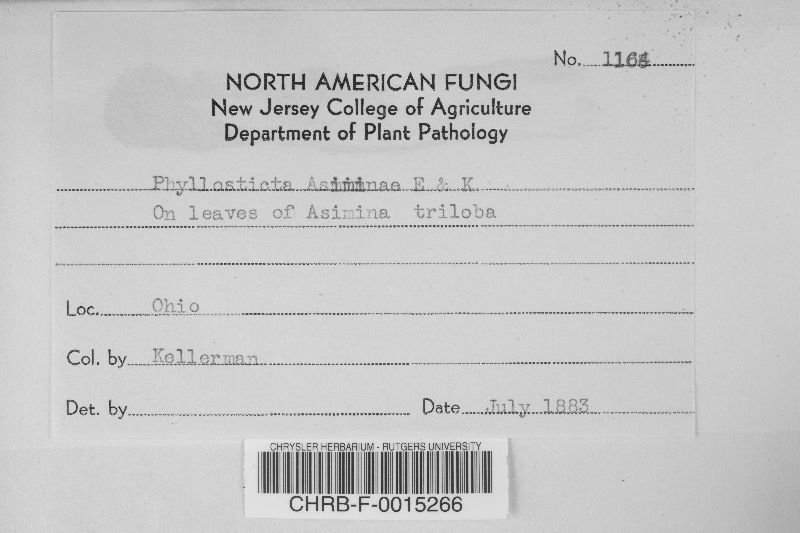 No.
NORTH AMERICAN FUNGI
New Jersey College of Agriculture
Department of Plant Pathology
Phyllosticta Asiminae E & K
On leaves of Asimina triloba
Loc. Ohio
Col. by Kellerman
Det. by
Date July 1883
CHRYSLER HERBARIUM - RUTGERS UNIVERSITY
CHRB-F-0015266